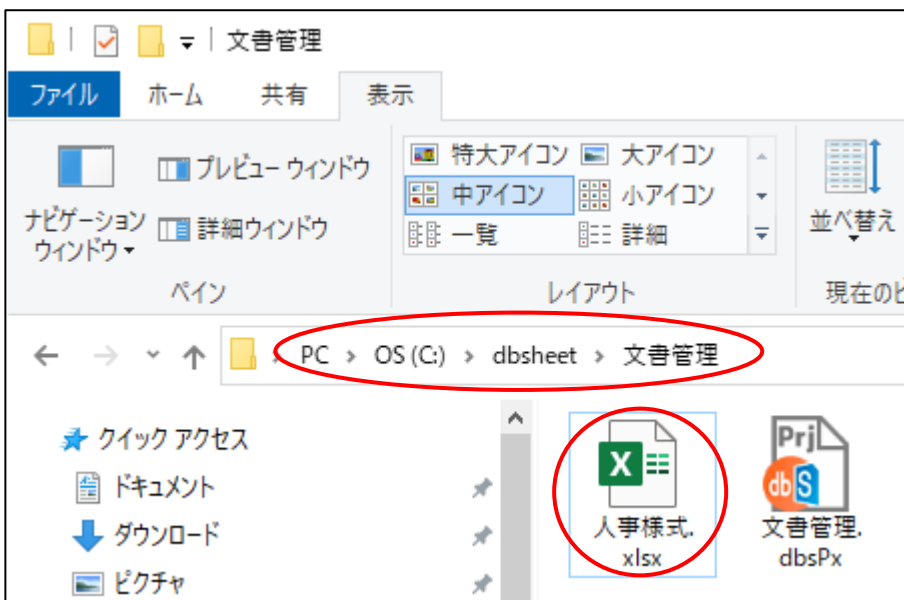 文書管理
ファイル ホーム 共有 表示
ナビゲーション
ウィンドウ
プレビュー ウィンドウ
詳細ウィンドウ
ペイン
特大アイコン 大アイコン
中アイコン 小アイコン
一覧 詳細
レイアウト
並べ替え
現在のビ
PC › OS (C:) › dbsheet › 文書管理
クイック アクセス
ドキュメント
ダウンロード
ピクチャ
X
人事様式.
xlsx
Prj
db S
文書管理.
dbsPx